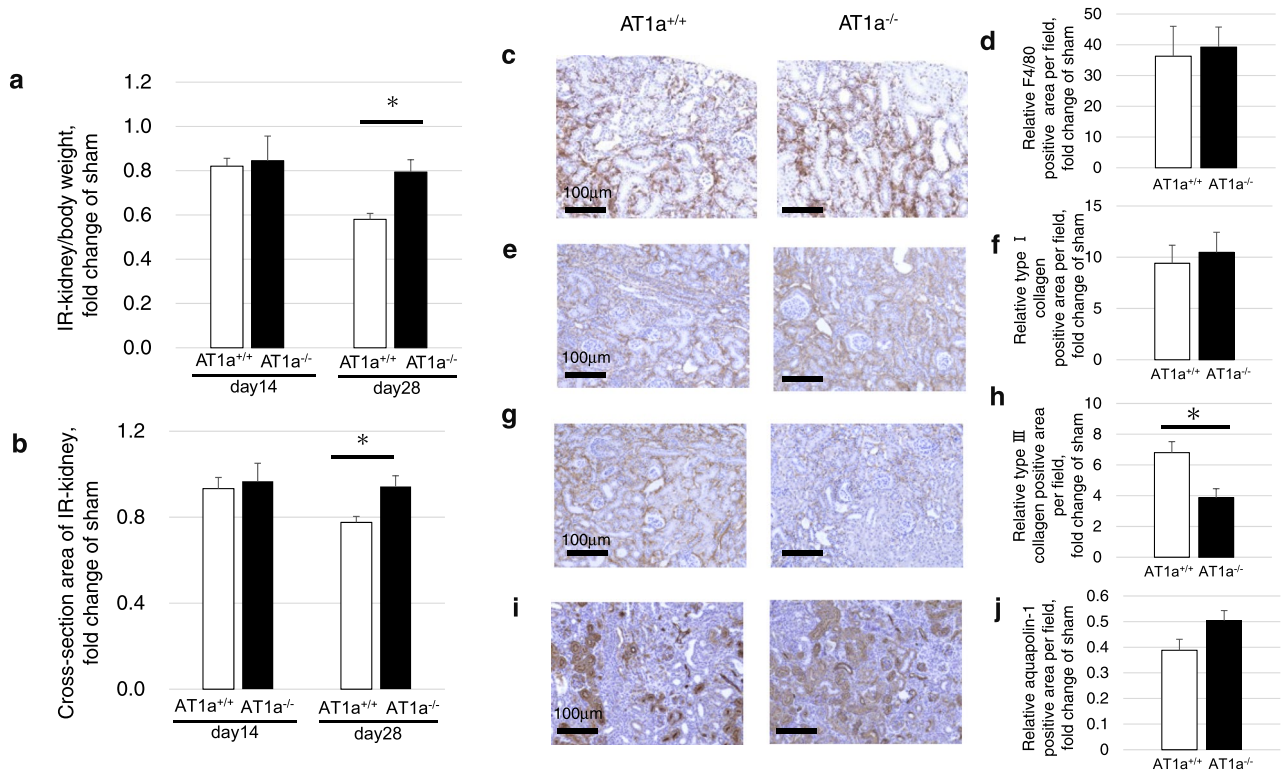 a
IR-kidney/body weight,
fold change of sham
1.2
1.0
0.8
0.6
0.4
0.2
0.0
*
AT1a+/+ AT1a-/- AT1a+/+ AT1a-/-
day14 day28
b
Cross-section area of IR-kidney,
fold change of sham
1.2
0.8
0.4
0.0
*
AT1a+/+ AT1a-/- AT1a+/+ AT1a-/-
day14 day28
AT1a+/+ AT1a-/-
c
100μm
e
100μm
g
100μm
i
100μm
d
Relative F4/80
positive area per field,
fold change of sham
50
40
30
20
10
0
AT1a+/+ AT1a-/-
f
Relative type Ⅰ
collagen
positive area per field,
fold change of sham
15
10
5
0
AT1a+/+ AT1a-/-
h
Relative type Ⅲ
collagen positive area
per field,
fold change of sham
10
8
6
4
2
0
*
AT1a+/+ AT1a-/-
j
Relative aquapolin-1
positive area per field,
fold change of sham
0.6
0.5
0.4
0.3
0.2
0.1
0
AT1a+/+ AT1a-/-